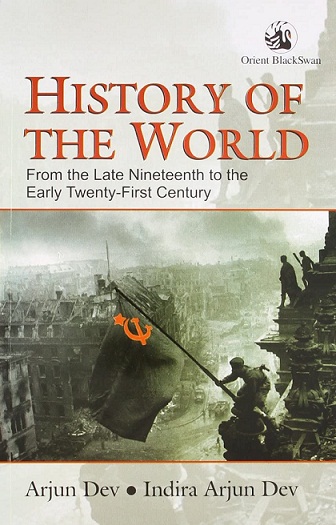 Orient BlackSwan
HISTORY OF
THE WORLD
From the Late Nineteenth to the
Early Twenty-First Century
Arjun Dev • Indira Arjun Dev